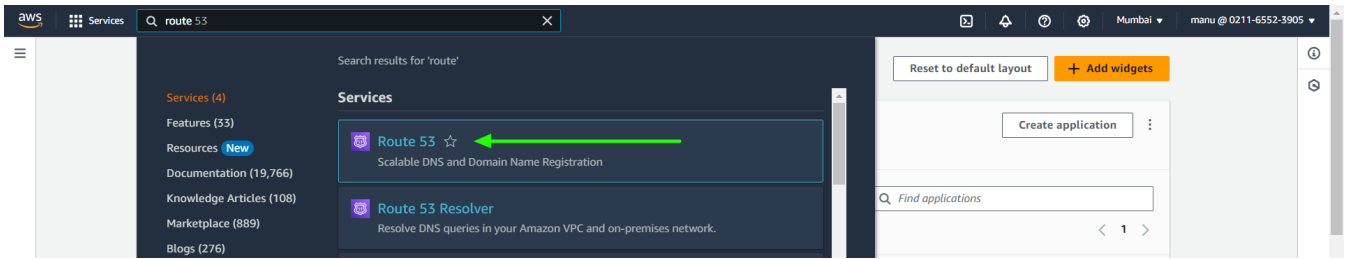 aws Services route 53 Mumbai manu @ 0211-6552-3905
Search results for 'route'
Reset to default layout + Add widgets
Services (4)
Services
Features (33)
Route 53
Create application
Resources New
Scalable DNS and Domain Name Registration
Documentation (19,766)
Knowledge Articles (108)
Find applications
Route 53 Resolver
Marketplace (889)
Resolve DNS queries in your Amazon VPC and on-premises network.
< 1 >
Blogs (276)